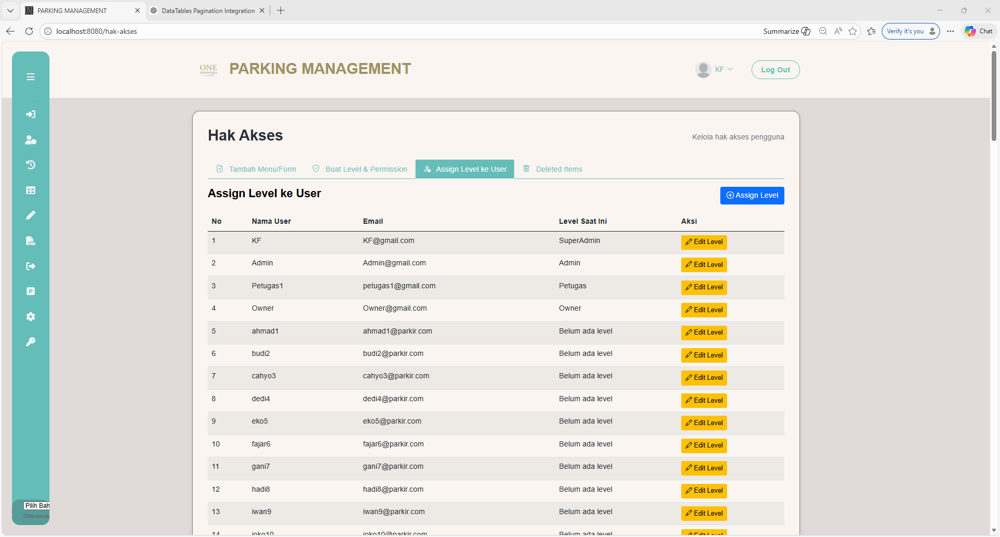 PARKING MANAGEMENT
DataTables Pagination Integration
localhost:8080/hak-akses
Summarize
Verify it's you
Chat
ONE
PARKING MANAGEMENT
KF
Log Out
Hak Akses
Kelola hak akses pengguna
Tambah Menu/Form
Buat Level & Permission
Assign Level ke User
Deleted Items
Assign Level ke User
Assign Level
No Nama User Email Level Saat Ini Aksi
1 KF KF@gmail.com SuperAdmin Edit Level
2 Admin Admin@gmail.com Admin Edit Level
3 Petugas1 petugas1@gmail.com Petugas Edit Level
4 Owner Owner@gmail.com Owner Edit Level
5 ahmad1 ahmad1@parkir.com Belum ada level Edit Level
6 budi2 budi2@parkir.com Belum ada level Edit Level
7 cahyo3 cahyo3@parkir.com Belum ada level Edit Level
8 dedi4 dedi4@parkir.com Belum ada level Edit Level
9 eko5 eko5@parkir.com Belum ada level Edit Level
10 fajar6 fajar6@parkir.com Belum ada level Edit Level
11 gani7 gani7@parkir.com Belum ada level Edit Level
12 hadi8 hadi8@parkir.com Belum ada level Edit Level
13 iwan9 iwan9@parkir.com Belum ada level Edit Level
14 joko10 joko10@parkir.com Belum ada level Edit Level
PNG
P
Pilih Bah
Diberdayak